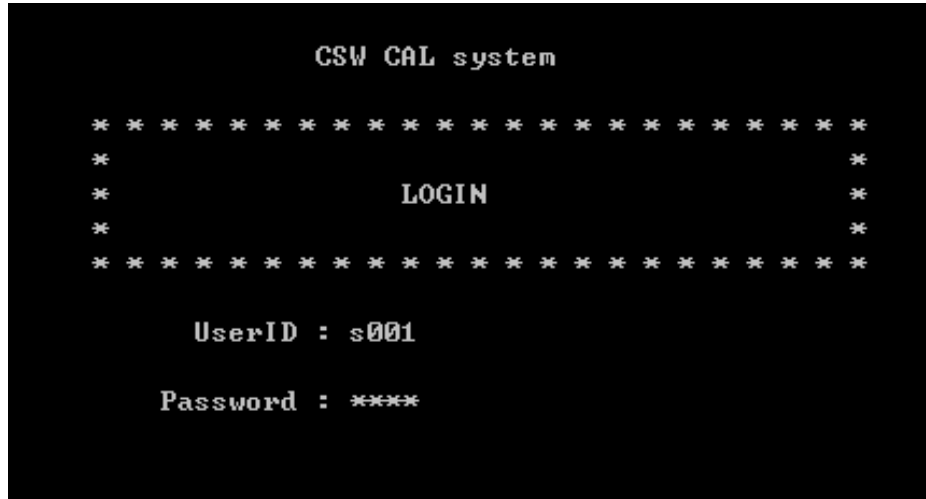 CSW CAL system
* * * * * * * * * * * * * * * * * * * * * * *
* *
* LOGIN *
* *
* * * * * * * * * * * * * * * * * * * * * * *
UserID : s001
Password : ****